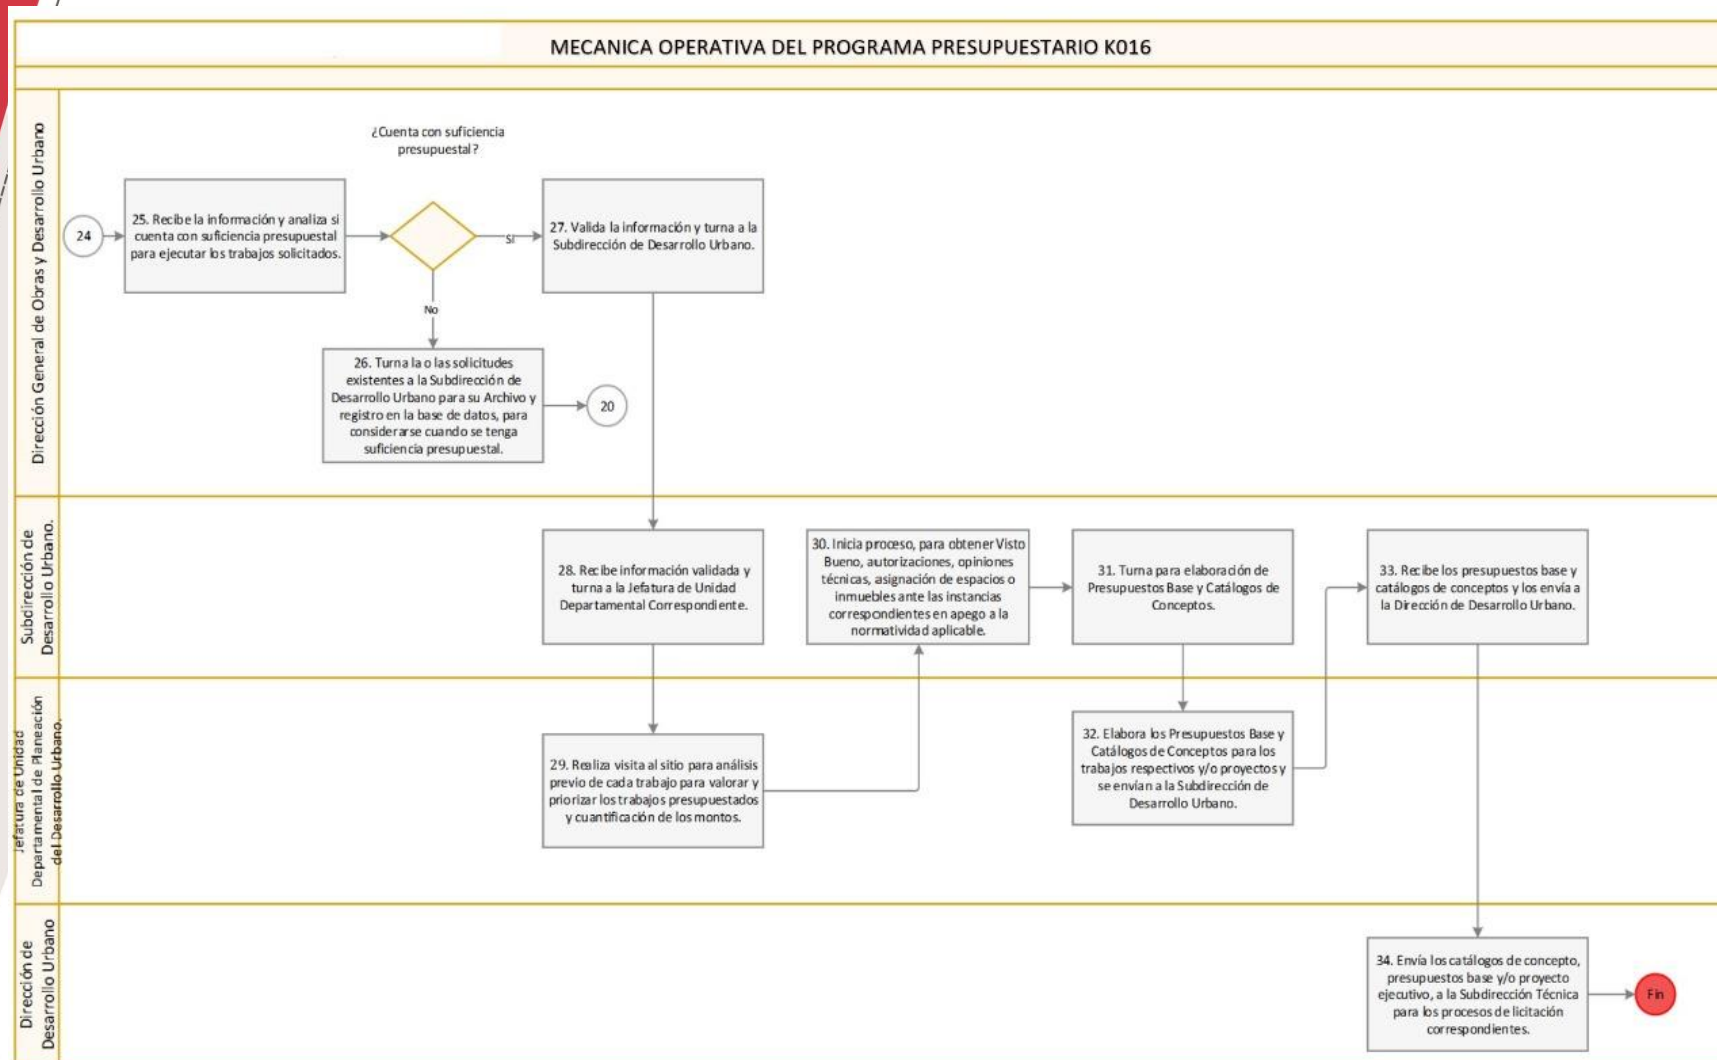 MECANICA OPERATIVA DEL PROGRAMA PRESUPUESTARIO K016
Dirección General de Obras y Desarrollo Urbano
¿Cuenta con suficiencia
presupuestal?
24
25. Recibe la información y analiza si
cuenta con suficiencia presupuestal
para ejecutar los trabajos solicitados.
SI
27. Valida la información y turna a la
Subdirección de Desarrollo Urbano.
No
26. Turna la o las solicitudes
existentes a la Subdirección de
Desarrollo Urbano para su Archivo y
registro en la base de datos, para
considerarse cuando se tenga
suficiencia presupuestal.
20
Subdirección de
Desarrollo Urbano.
28. Recibe información validada y
turna a la Jefatura de Unidad
Departamental Correspondiente.
30. Inicia proceso, para obtener Visto
Bueno, autorizaciones, opiniones
técnicas, asignación de espacios o
inmuebles ante las instancias
correspondientes en apego a la
normatividad aplicable.
31. Turna para elaboración de
Presupuestos Base y Catálogos de
Conceptos.
33. Recibe los presupuestos base y
catálogos de conceptos y los envía a
la Dirección de Desarrollo Urbano.
Jefatura de Unidad
Departamental de Planeación
del Desarrollo Urbano.
29. Realiza visita al sitio para análisis
previo de cada trabajo para valorar y
priorizar los trabajos presupuestados
y cuantificación de los montos.
32. Elabora los Presupuestos Base y
Catálogos de Conceptos para los
trabajos respectivos y/o proyectos y
se envían a la Subdirección de
Desarrollo Urbano.
Dirección de
Desarrollo Urbano
34. Envía los catálogos de concepto,
presupuestos base y/o proyecto
ejecutivo, a la Subdirección Técnica
para los procesos de licitación
correspondientes.
Fin